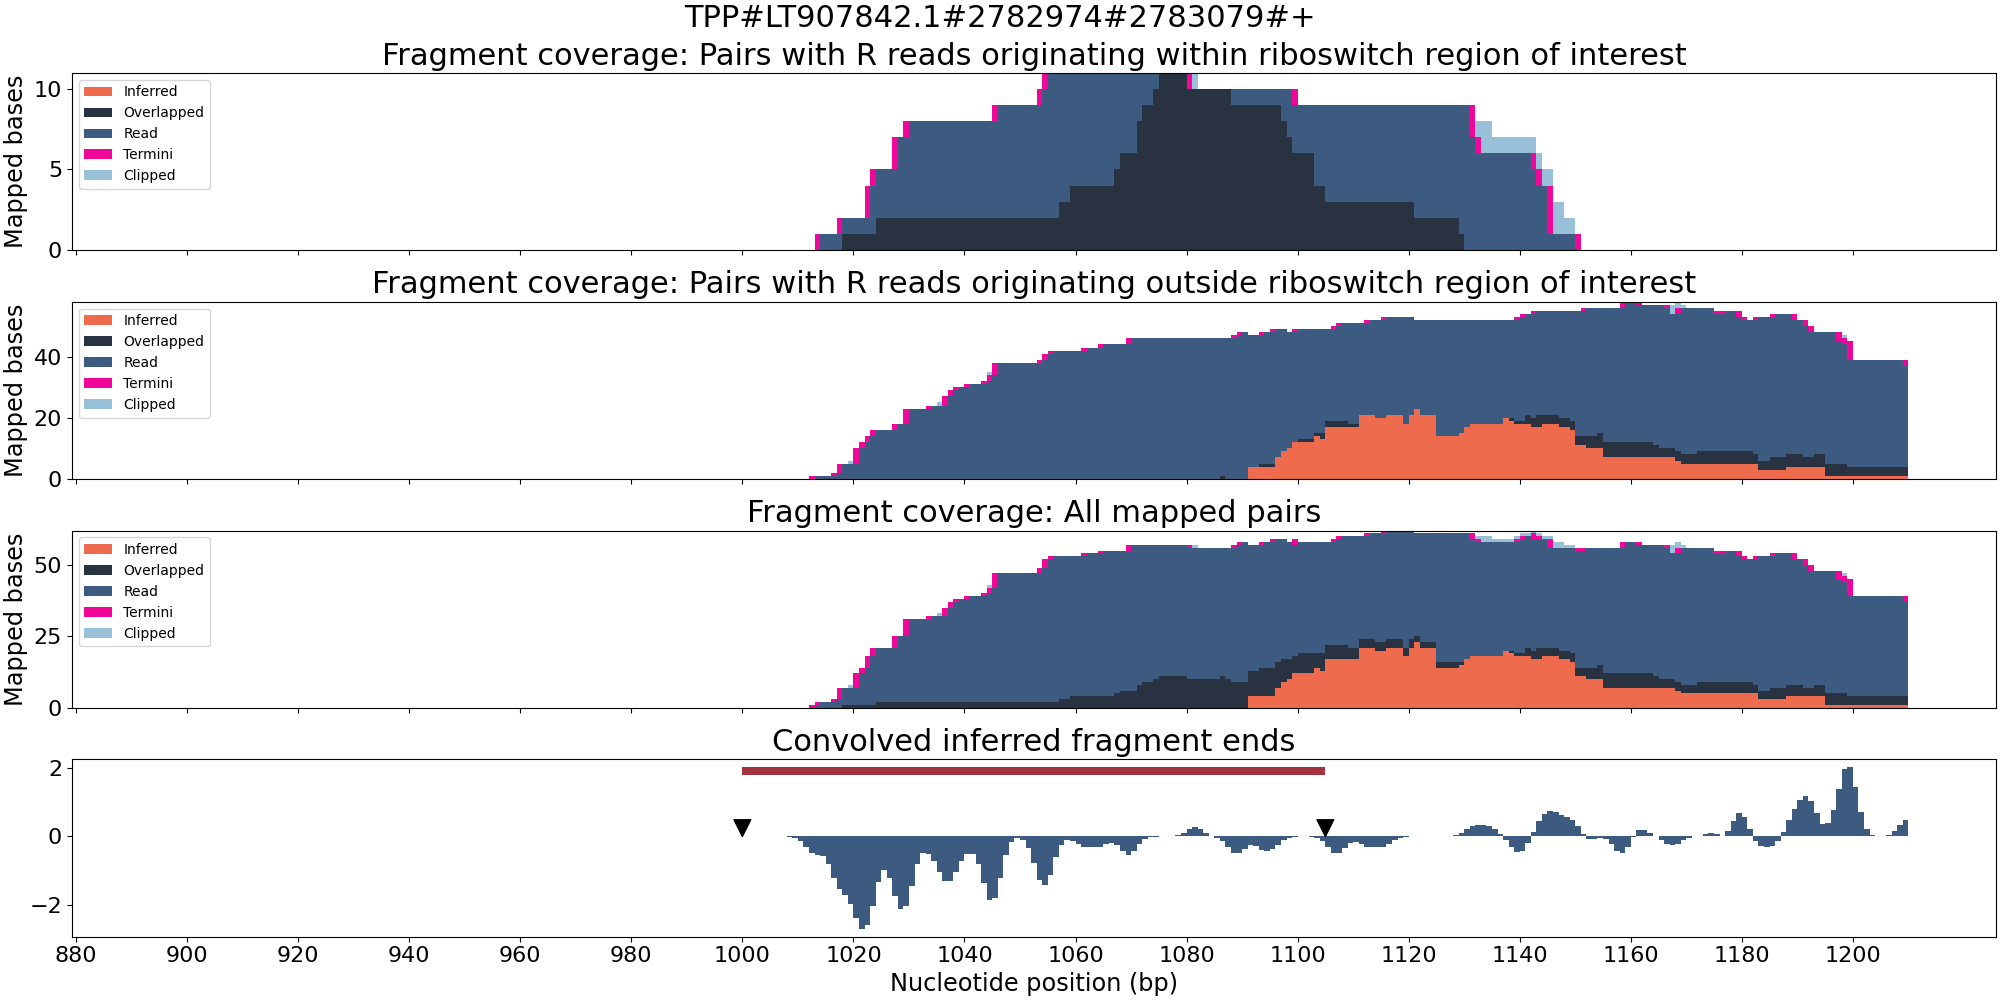 TPP#LT907842.1#2782974#2783079#+
Fragment coverage: Pairs with R reads originating within riboswitch region of interest
Mapped bases
10
5
0
Inferred
Overlapped
Read
Termini
Clipped
Fragment coverage: Pairs with R reads originating outside riboswitch region of interest
Mapped bases
40
20
0
Inferred
Overlapped
Read
Termini
Clipped
Fragment coverage: All mapped pairs
Mapped bases
50
25
0
Inferred
Overlapped
Read
Termini
Clipped
Convolved inferred fragment ends
2
0
−2
880 900 920 940 960 980 1000 1020 1040 1060 1080 1100 1120 1140 1160 1180 1200
Nucleotide position (bp)